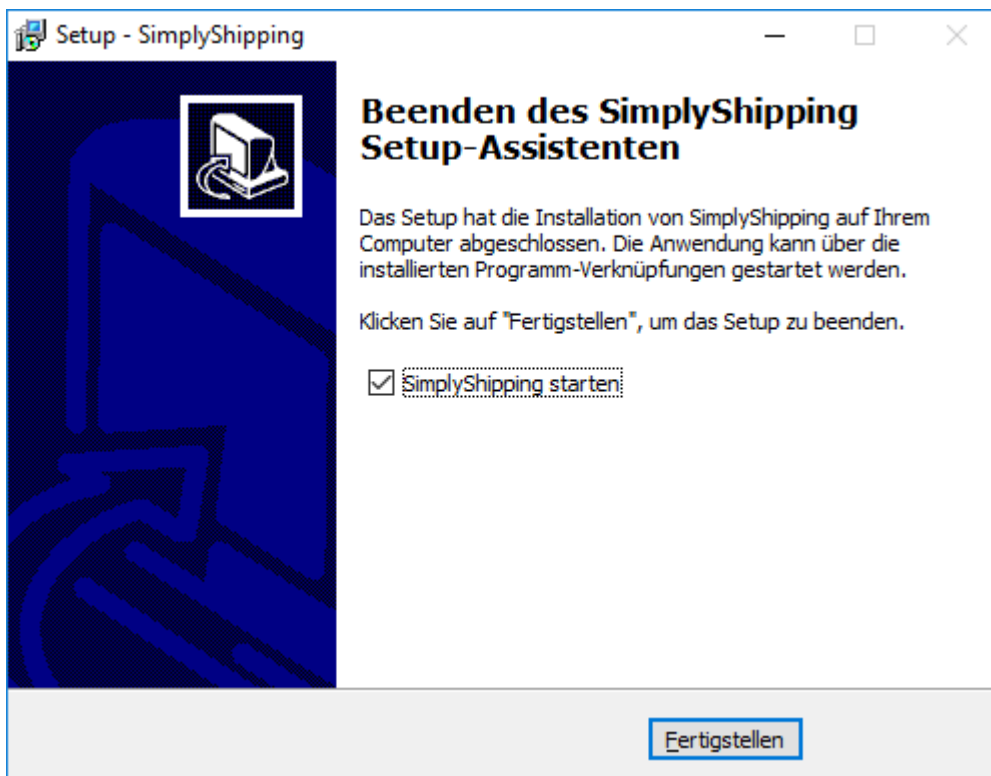 Setup - SimplyShipping
Beenden des SimplyShipping
Setup-Assistenten
Das Setup hat die Installation von SimplyShipping auf Ihrem
Computer abgeschlossen. Die Anwendung kann über die
installierten Programm-Verknüpfungen gestartet werden.
Klicken Sie auf "Fertigstellen", um das Setup zu beenden.
SimplyShipping starten
Fertigstellen